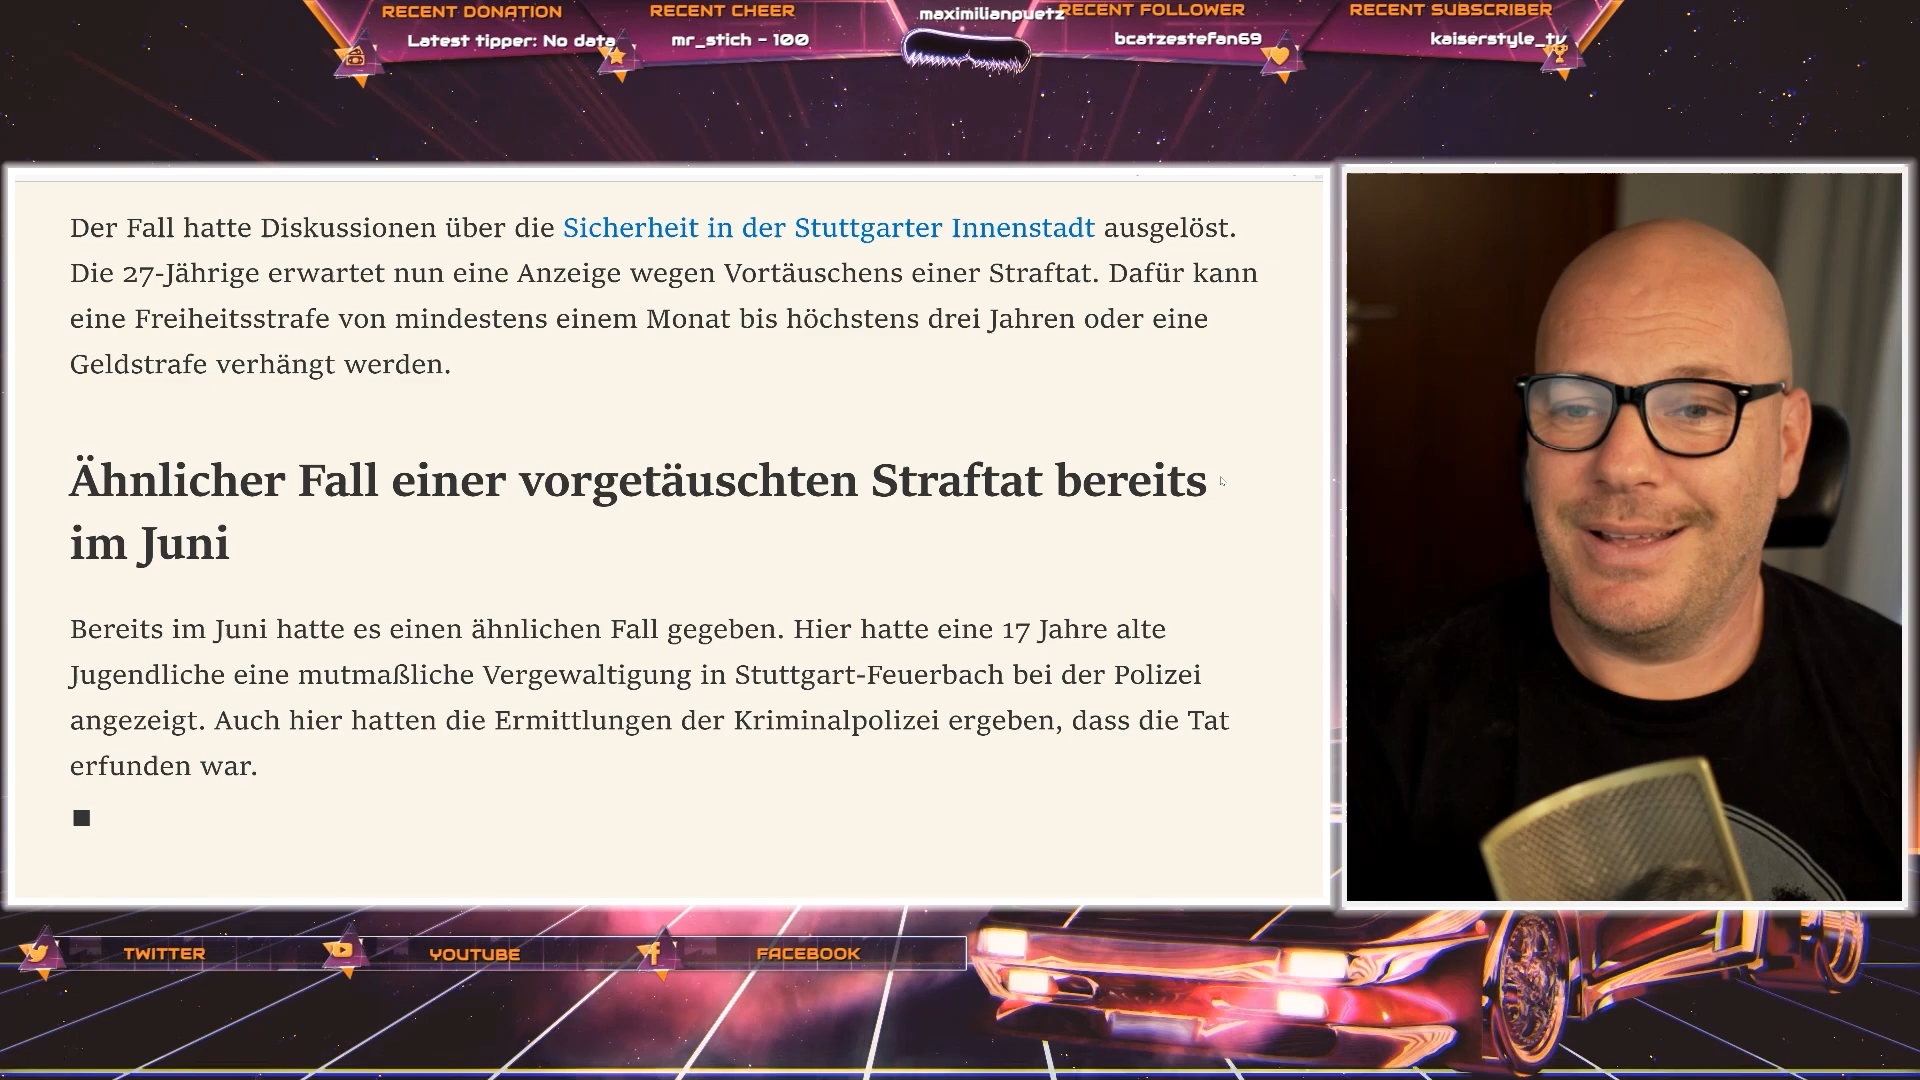 RECENT DONATION
Latest tipper: No data
RECENT CHEER
mr_stich - 100
maximilianpuetz
RECENT FOLLOWER
bcatzestefan69
RECENT SUBSCRIBER
kaiserstyle_tv
Der Fall hatte Diskussionen über die Sicherheit in der Stuttgarter Innenstadt ausgelöst.
Die 27-Jährige erwartet nun eine Anzeige wegen Vortäuschens einer Straftat. Dafür kann
eine Freiheitsstrafe von mindestens einem Monat bis höchstens drei Jahren oder eine
Geldstrafe verhängt werden.
Ähnlicher Fall einer vorgetäuschten Straftat bereits
im Juni
Bereits im Juni hatte es einen ähnlichen Fall gegeben. Hier hatte eine 17 Jahre alte
Jugendliche eine mutmaßliche Vergewaltigung in Stuttgart-Feuerbach bei der Polizei
angezeigt. Auch hier hatten die Ermittlungen der Kriminalpolizei ergeben, dass die Tat
erfunden war.
TWITTER
YOUTUBE
FACEBOOK